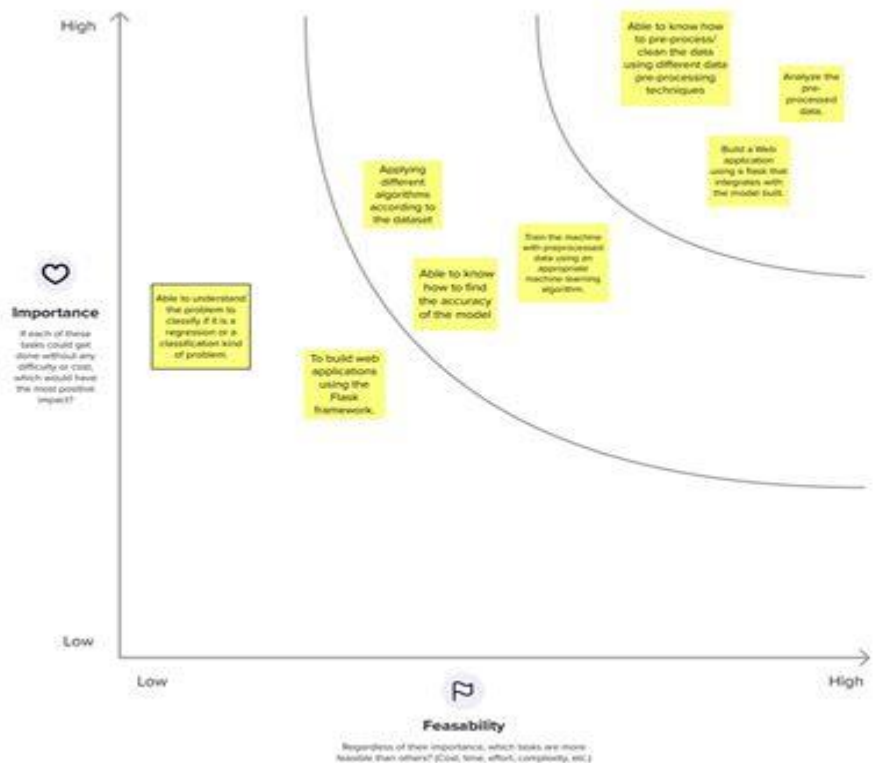 High
Able to know how
to pre-process/
clean the data
using different data
pre-processing
techniques
Analyze the
pre-
processed
data.
Build a Web
application
using a flask that
integrates with
the model built.
Applying
different
algorithms
according to
the dataset
Train the machine
with preprocessed
data using an
appropriate
machine learning
algorithm.
Able to know
how to find
the accuracy
of the model
Able to understand
the problem to
classify if it is a
regression or a
classification kind
of problem.
To build web
applications
using the
Flask
framework.
Importance
If each of these
tasks could get
done without any
difficulty or cost,
which would have
the most positive
impact?
Low
Low
High
Feasability
Regardless of their importance, which tasks are more
feasible than others? (Cost, time, effort, complexity, etc.)